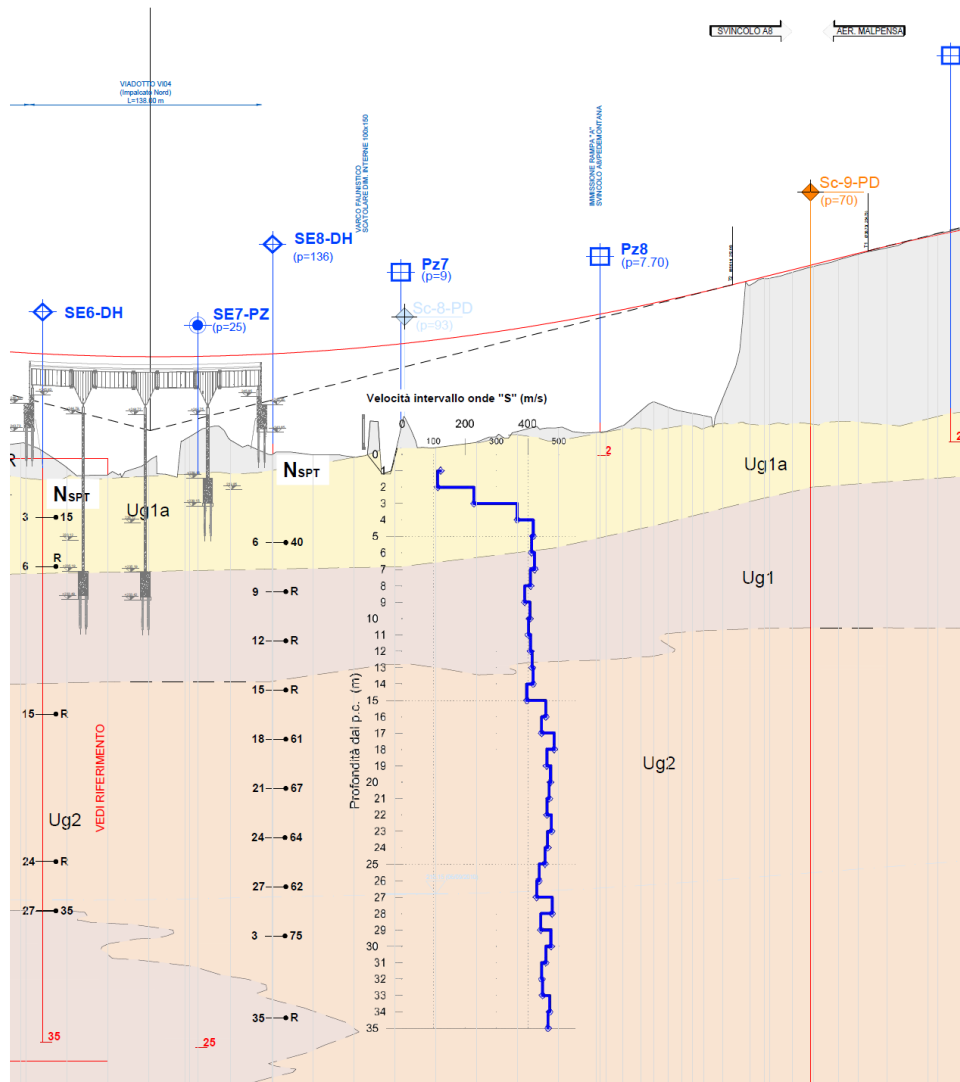 SVINCOLO A8
AER. MALPENSA
VIADOTTO VI04
(Impalcato Nord)
L=138.00 m
VARCO FAUNISTICO
SCATOLARE DIM. INTERNE 100x150
IMMISSIONE RAMPA "A"
SVINCOLO A8/PEDEMONTANA
Sc-9-PD
(p=70)
SE8-DH
(p=136)
Pz7
(p=9)
Pz8
(p=7.70)
SE6-DH
SE7-PZ
(p=25)
Sc-8-PD
(p=93)
Velocità intervallo onde "S" (m/s)
0
100
200
300
400
500
Profondità dal p.c. (m)
0
1
2
3
4
5
6
7
8
9
10
11
12
13
14
15
16
17
18
19
20
21
22
23
24
25
26
27
28
29
30
31
32
33
34
35
R
NSPT
3 15
6 R
15 R
24 R
27 35
35
NSPT
6 40
9 R
12 R
15 R
18 61
21 67
24 64
27 62
3 75
35 R
25
2
2
Ug1a
Ug1a
Ug1
Ug2
Ug2
VEDI RIFERIMENTO